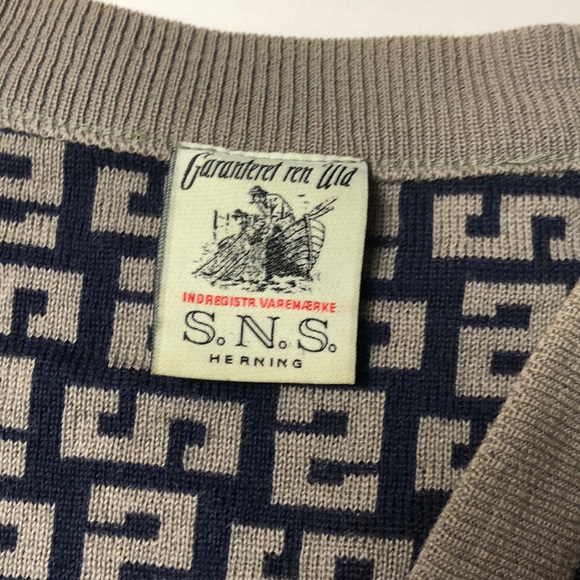 Garanteret ren Uld
INDREGISTR. VAREMÆRKE
S.N.S.
HERNING